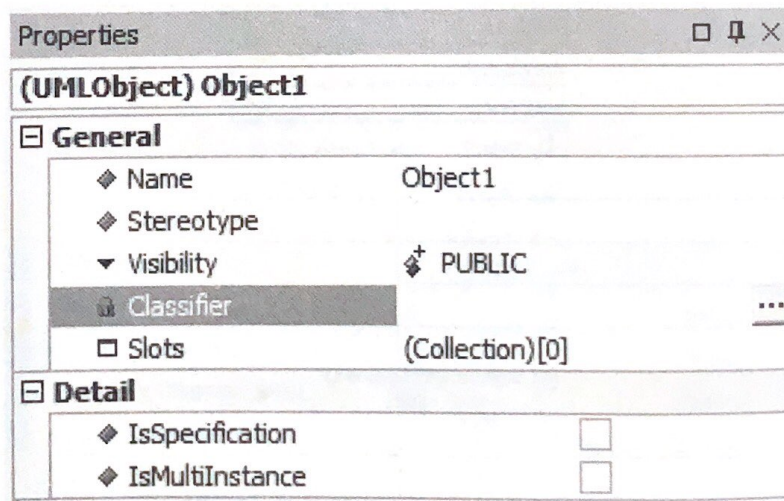 Properties
(UMLObject) Object1
General
Name Object1
Stereotype
Visibility PUBLIC
Classifier ...
Slots (Collection)[0]
Detail
IsSpecification
IsMultiInstance